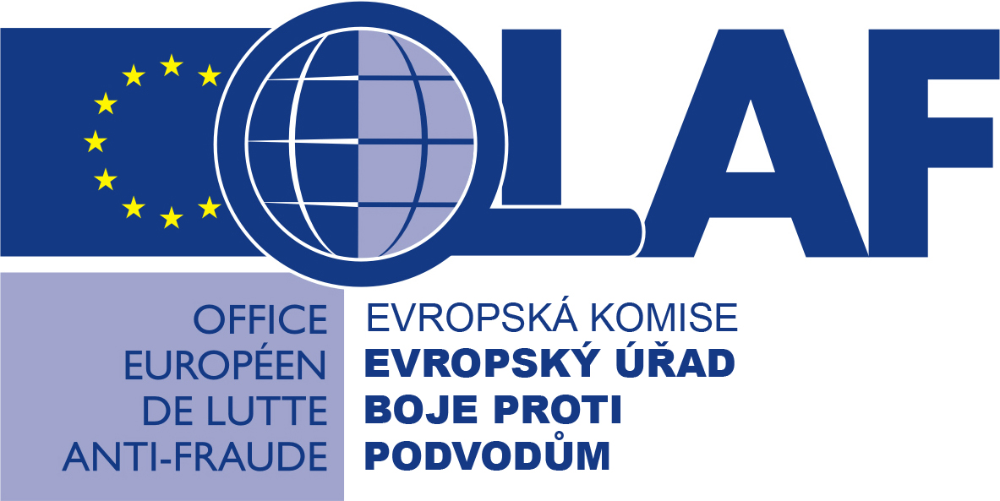 OLAF
OFFICE
EUROPÉEN
DE LUTTE
ANTI-FRAUDE
EVROPSKÁ KOMISE
EVROPSKÝ ÚŘAD
BOJE PROTI
PODVODŮM